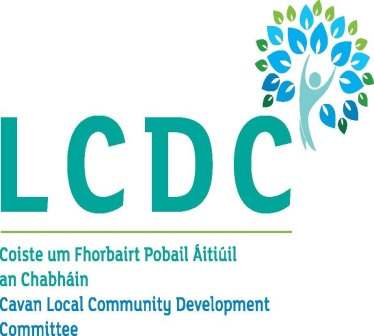 LCDC
Coiste um Fhorbairt Pobail Áitiúil
an Chabháin
Cavan Local Community Development
Committee